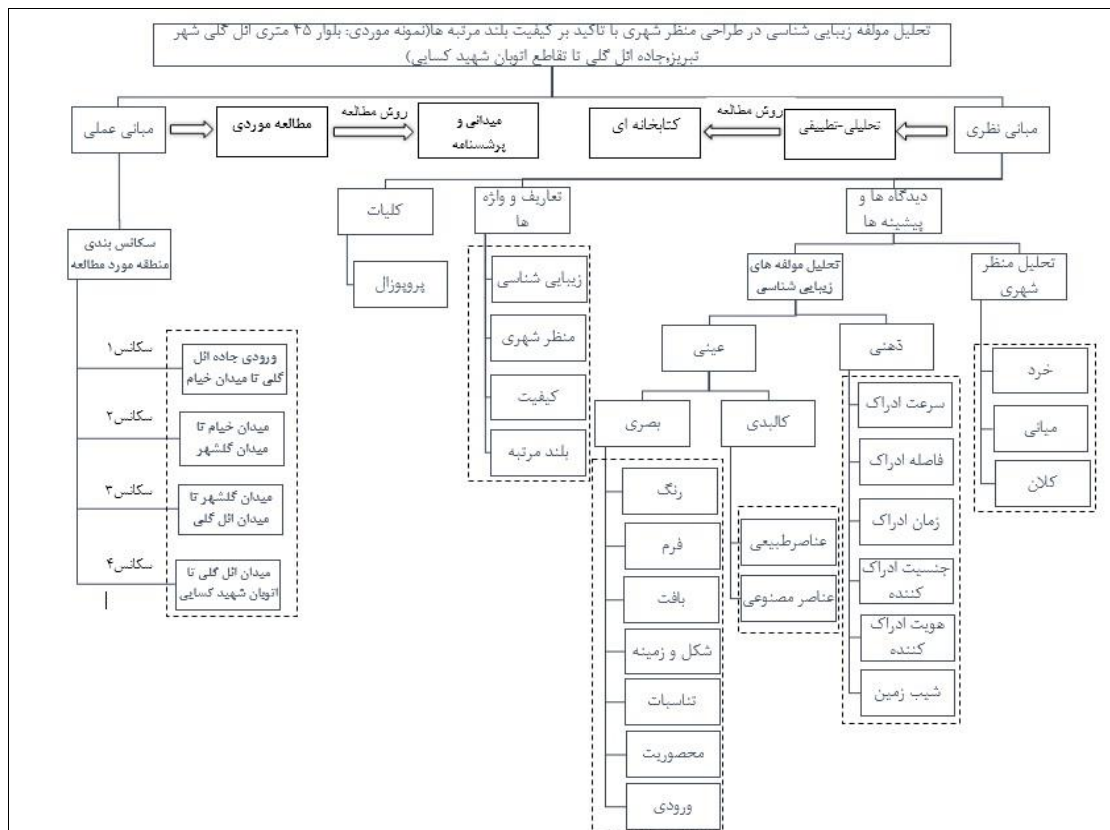 تحلیل مولفه زیبایی شناسی در طراحی منظر شهری با تاکید بر کیفیت بلند مرتبه ها(نمونه موردی: بلوار ۴۵ متری ائل گلی شهر
تبریز,جاده ائل گلی تا تقاطع اتوبان شهید کسایی)
مبانی نظری
تحلیلی-تطبیفی
روش مطالعه
کتابخانه ای
میدانی و
پرشسنامه
روش مطالعه
مطالعه موردی
مبانی عملی
دیدگاه ها و
پیشینه ها
تعاریف و واژه
ها
کلیات
پروپوزال
سکانس بندی
منطقه مورد مطالعه
تحلیل منظر
شهری
تحلیل مولفه های
زیبایی شناسی
زیبایی شناسی
منظر شهری
کیفیت
بلند مرتبه
خرد
میانی
کلان
ذهنی
عینی
سرعت ادراک
فاصله ادراک
زمان ادراک
جنسیت ادراک
کننده
هویت ادراک
کننده
شیب زمین
کالبدی
بصری
عناصرطبیعی
عناصر مصنوعی
رنگ
فرم
بافت
شکل و زمینه
تناسبات
محصوریت
ورودی
سکانس۱
ورودی جاده ائل
گلی تا میدان خیام
سکانس۲
میدان خیام تا
میدان گلشهر
سکانس۳
میدان گلشهر تا
میدان ائل گلی
سکانس۴
میدان ائل گلی تا
اتوبان شهید کسایی